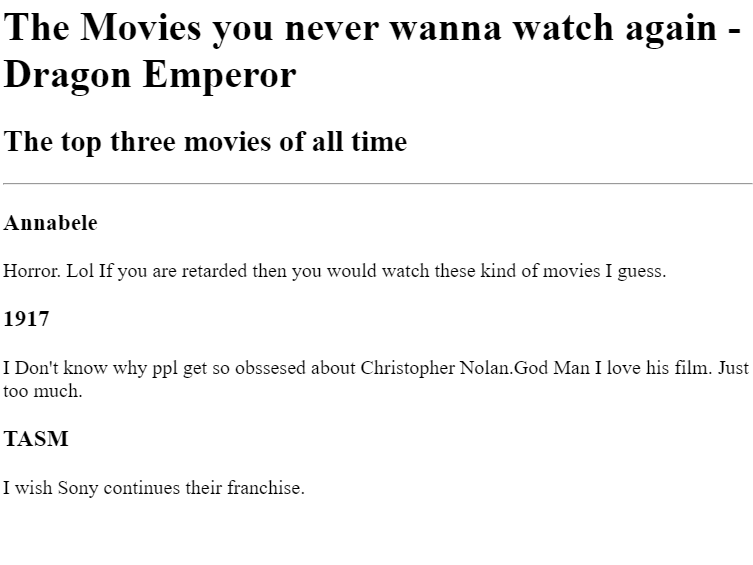 The Movies you never wanna watch again -
Dragon Emperor
The top three movies of all time
Annabele
Horror. Lol If you are retarded then you would watch these kind of movies I guess.
1917
I Don't know why ppl get so obssesed about Christopher Nolan.God Man I love his film. Just
too much.
TASM
I wish Sony continues their franchise.